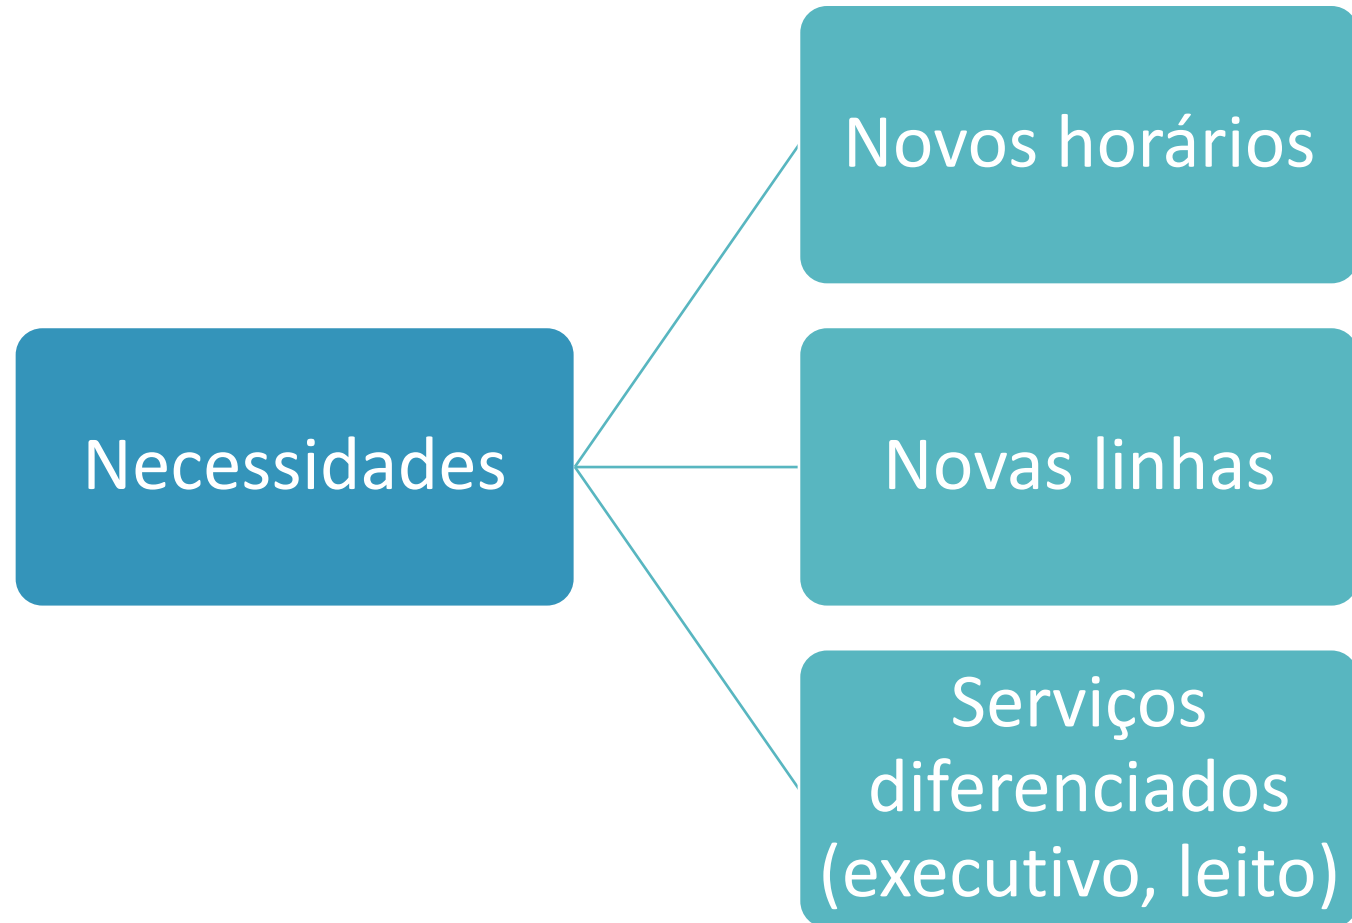 Necessidades
Novos horários
Novas linhas
Serviços
diferenciados
(executivo, leito)